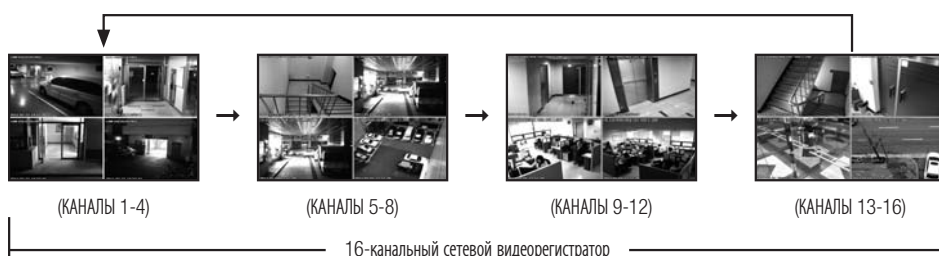 (КАНАЛЫ 1-4)
(КАНАЛЫ 5-8)
(КАНАЛЫ 9-12)
(КАНАЛЫ 13-16)
16-канальный сетевой видеорегистратор